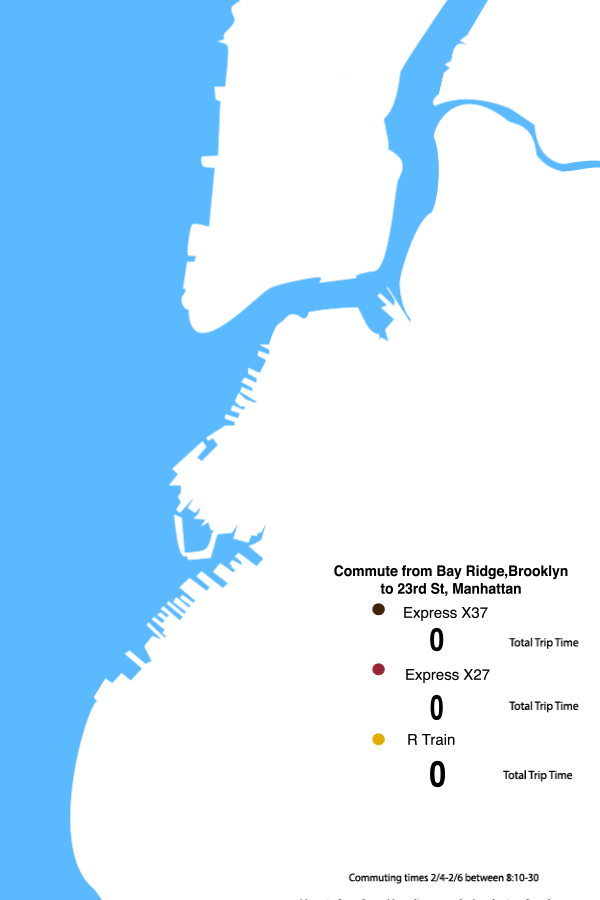 Commute from Bay Ridge,Brooklyn
to 23rd St, Manhattan
Express X37
0 Total Trip Time
Express X27
0 Total Trip Time
R Train
0 Total Trip Time
Commuting times 2/4-2/6 between 8:10-30